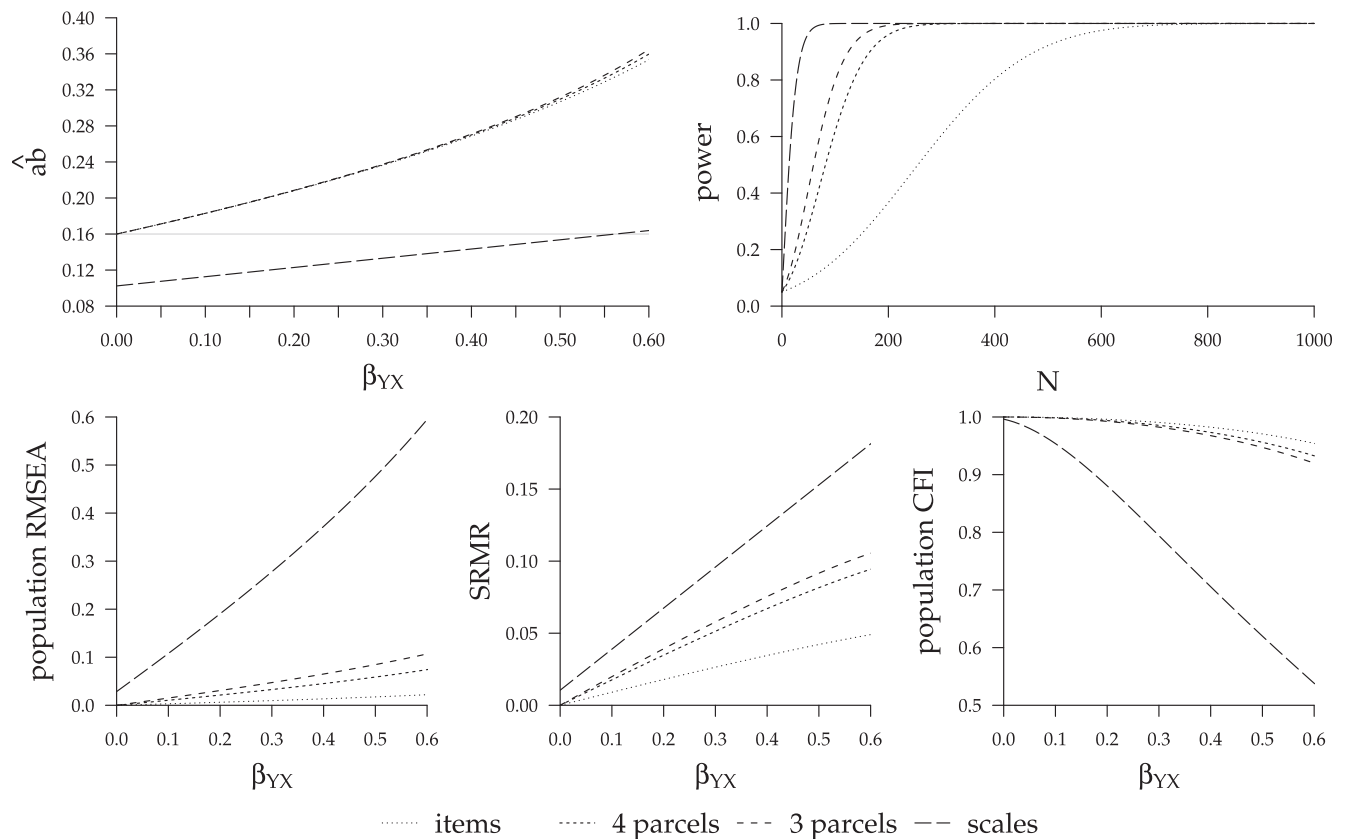 0.40
0.36
0.32
0.28
0.24
0.20
0.16
0.12
0.08
âb
0.00 0.10 0.20 0.30 0.40 0.50 0.60
βYX
1.0
0.8
0.6
0.4
0.2
0.0
power
0 200 400 600 800 1000
N
0.6
0.5
0.4
0.3
0.2
0.1
0.0
population RMSEA
0.0 0.1 0.2 0.3 0.4 0.5 0.6
βYX
0.20
0.15
0.10
0.05
0.00
SRMR
0.0 0.1 0.2 0.3 0.4 0.5 0.6
βYX
1.0
0.9
0.8
0.7
0.6
0.5
population CFI
0.0 0.1 0.2 0.3 0.4 0.5 0.6
βYX
items 4 parcels 3 parcels scales